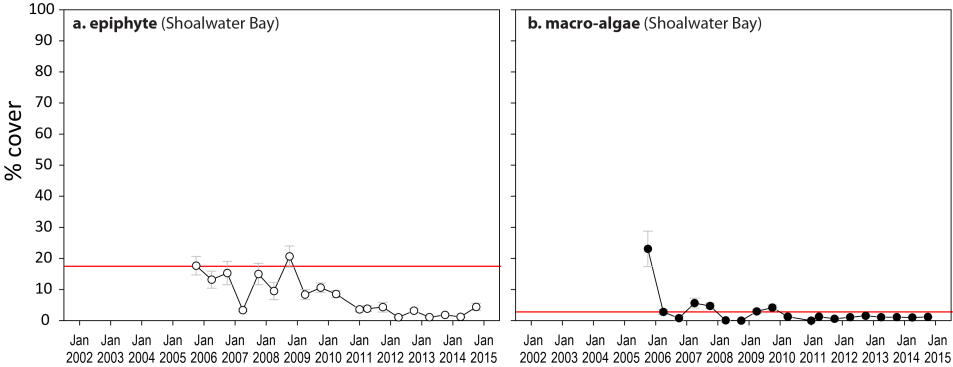 a. epiphyte (Shoalwater Bay)
b. macro-algae (Shoalwater Bay)
% cover
100
90
80
70
60
50
40
30
20
10
0
Jan Jan Jan Jan Jan Jan Jan Jan Jan Jan Jan Jan Jan Jan
2002 2003 2004 2005 2006 2007 2008 2009 2010 2011 2012 2013 2014 2015
Jan Jan Jan Jan Jan Jan Jan Jan Jan Jan Jan Jan Jan Jan
2002 2003 2004 2005 2006 2007 2008 2009 2010 2011 2012 2013 2014 2015